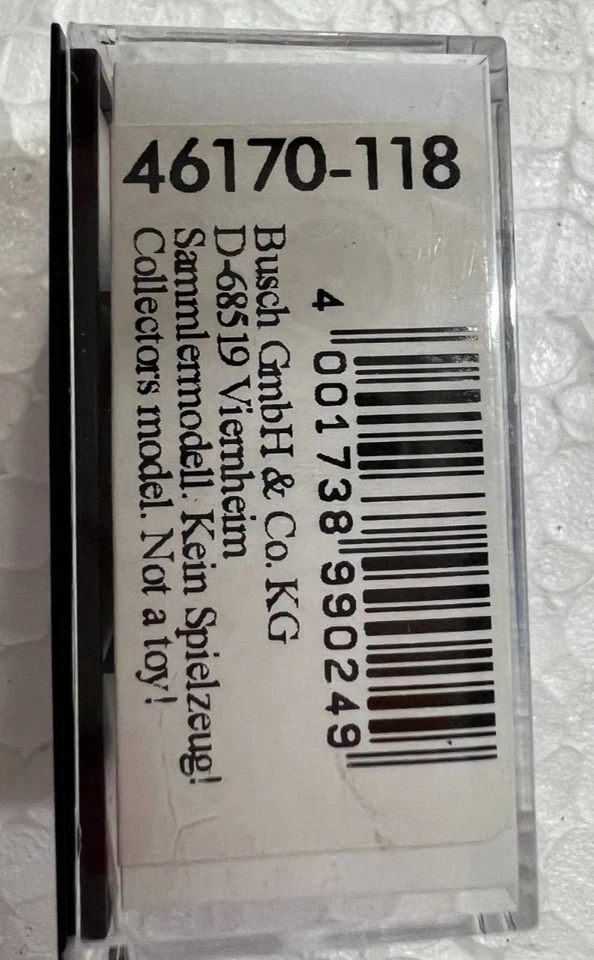 46170-118
Busch GmbH & Co. KG
D-68519 Viernheim
Sammlermodell. Kein Spielzeug!
Collectors model. Not a toy!
4 001738 990249